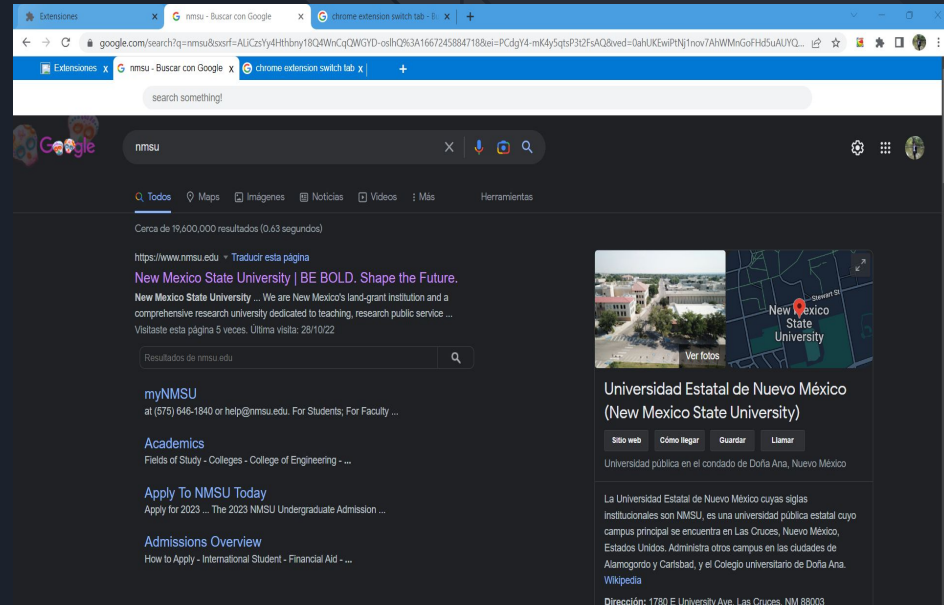 Extensiones x nmsu - Buscar con Google x chrome extension switch tab - B x +
google.com/search?q=nmsu&sxsrf=ALiCzsYy4Hthbny18Q4WnCqQWGYD-oslhQ%3A1667245884718&ei=PCdgY4-mK4y5qtsP3t2FsAQ&ved=0ahUKEwiPtNj1nov7AhWMnGoFHd5uAUYQ...
Extensiones x nmsu - Buscar con Google x chrome extension switch tab x +
search something!
Google nmsu
Todos Maps Imágenes Noticias Videos Más Herramientas
Cerca de 19,600,000 resultados (0.63 segundos)
https://www.nmsu.edu Traducir esta página
New Mexico State University | BE BOLD. Shape the Future.
New Mexico State University ... We are New Mexico's land-grant institution and a
comprehensive research university dedicated to teaching, research public service ...
Visitaste esta página 5 veces. Última visita: 28/10/22
Resultados de nmsu.edu
myNMSU
at (575) 646-1840 or help@nmsu.edu. For Students; For Faculty ...
Academics
Fields of Study - Colleges - College of Engineering - ...
Apply To NMSU Today
Apply for 2023 ... The 2023 NMSU Undergraduate Admission ...
Admissions Overview
How to Apply - International Student - Financial Aid - ...
Ver fotos
Stewart St
New Mexico
State
University
Universidad Estatal de Nuevo México
(New Mexico State University)
Sitio web Cómo llegar Guardar Llamar
Universidad pública en el condado de Doña Ana, Nuevo México
La Universidad Estatal de Nuevo México cuyas siglas
institucionales son NMSU, es una universidad pública estatal cuyo
campus principal se encuentra en Las Cruces, Nuevo México,
Estados Unidos. Administra otros campus en las ciudades de
Alamogordo y Carlsbad, y el Colegio universitario de Doña Ana.
Wikipedia
Dirección: 1780 E University Ave, Las Cruces, NM 88003